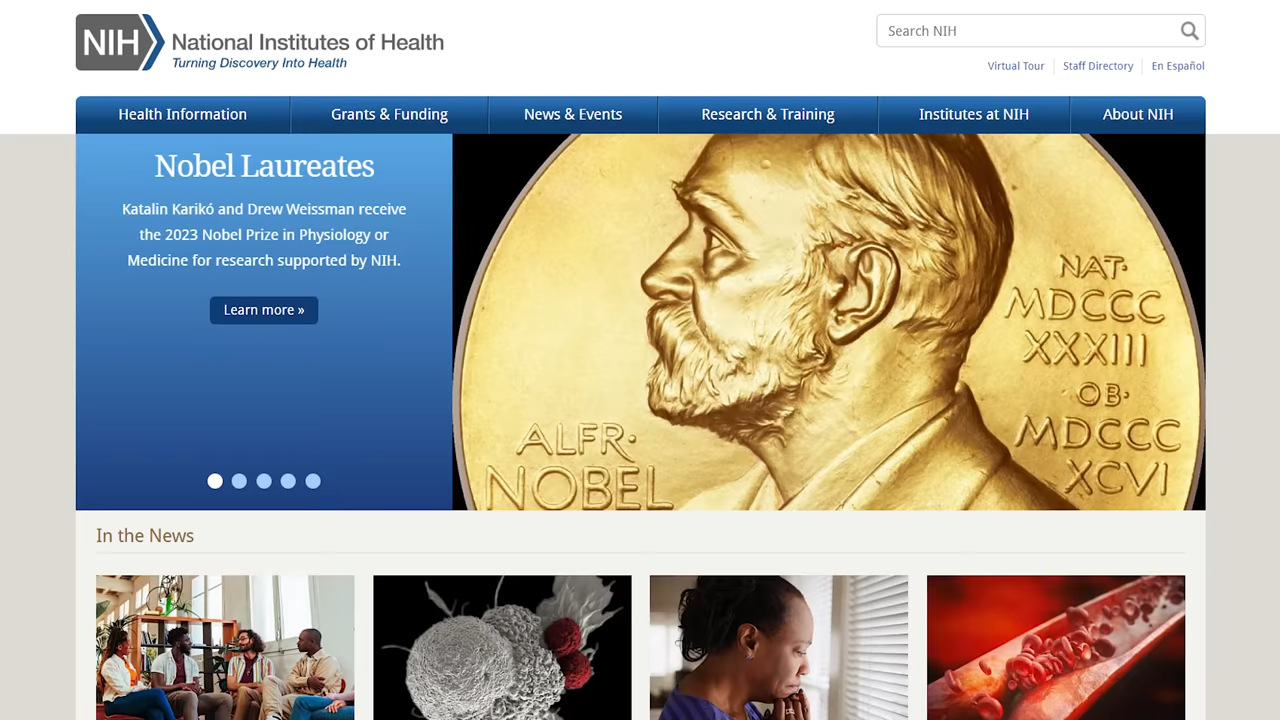 NIH National Institutes of Health
Turning Discovery Into Health
Search NIH
Virtual Tour Staff Directory En Español
Health Information Grants & Funding News & Events Research & Training Institutes at NIH About NIH
Nobel Laureates
Katalin Karikó and Drew Weissman receive
the 2023 Nobel Prize in Physiology or
Medicine for research supported by NIH.
Learn more »
ALFR·
NOBEL
NAT·
MDCCC
XXXIII
OB·
MDCCC
XCVI
In the News